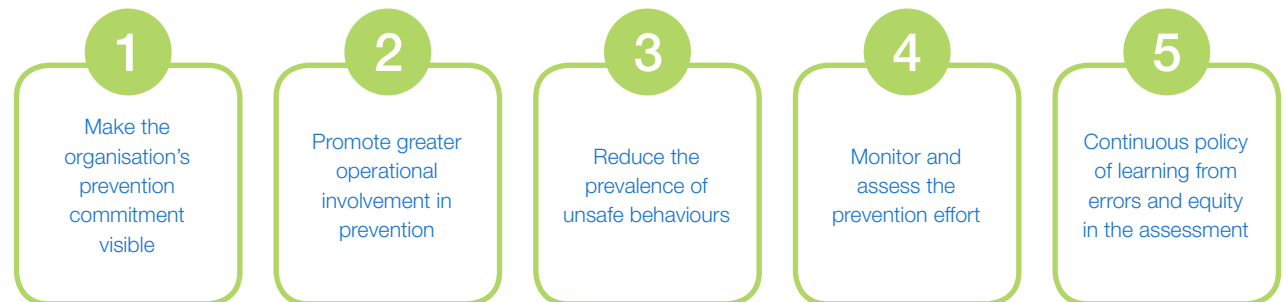 1
Make the
organisation's
prevention
commitment
visible
2
Promote greater
operational
involvement in
prevention
3
Reduce the
prevalence of
unsafe behaviours
4
Monitor and
assess the
prevention effort
5
Continuous policy
of learning from
errors and equity
in the assessment